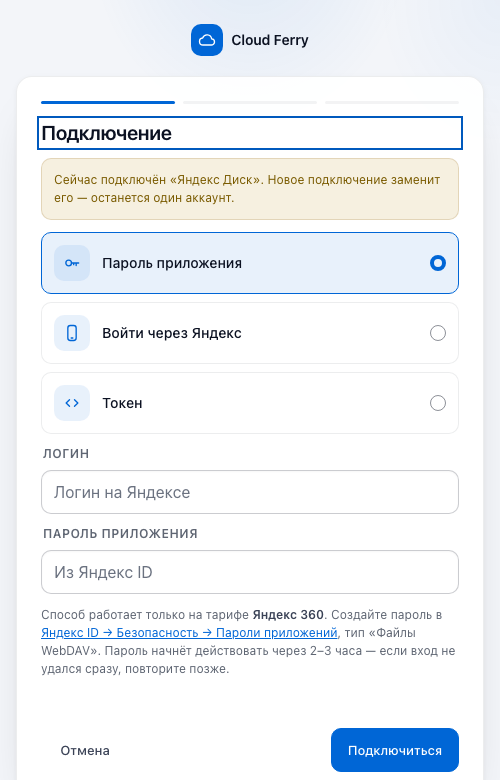 Cloud Ferry
Подключение
Сейчас подключён «Яндекс Диск». Новое подключение заменит
его — останется один аккаунт.
Пароль приложения
Войти через Яндекс
Токен
ЛОГИН
Логин на Яндексе
ПАРОЛЬ ПРИЛОЖЕНИЯ
Из Яндекс ID
Способ работает только на тарифе Яндекс 360. Создайте пароль в
Яндекс ID → Безопасность → Пароли приложений, тип «Файлы
WebDAV». Пароль начнёт действовать через 2–3 часа — если вход не
удался сразу, повторите позже.
Отмена
Подключиться